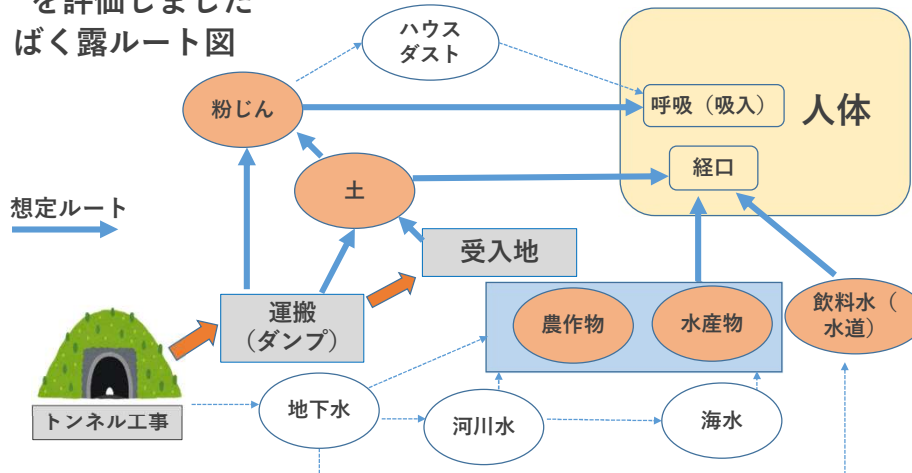 を評価しました
ばく露ルート図
ハウス
ダスト
粉じん
呼吸（吸入）
人体
経口
土
想定ルート
受入地
運搬
（ダンプ）
農作物
水産物
飲料水（
水道）
トンネル工事
地下水
河川水
海水